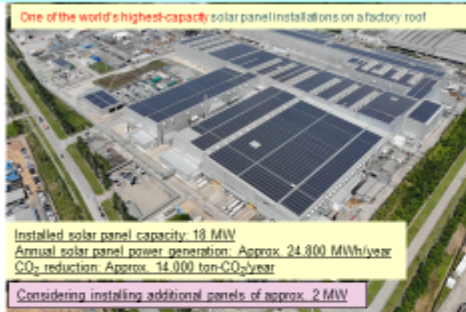 One of the world's highest-capacity solar panel installations on a factory roof
Installed solar panel capacity: 18 MW
Annual solar panel power generation: Approx. 24.800 MWh/year
CO₂ reduction: Approx. 14.000 ton-CO₂/year
Considering installing additional panels of approx. 2 MW